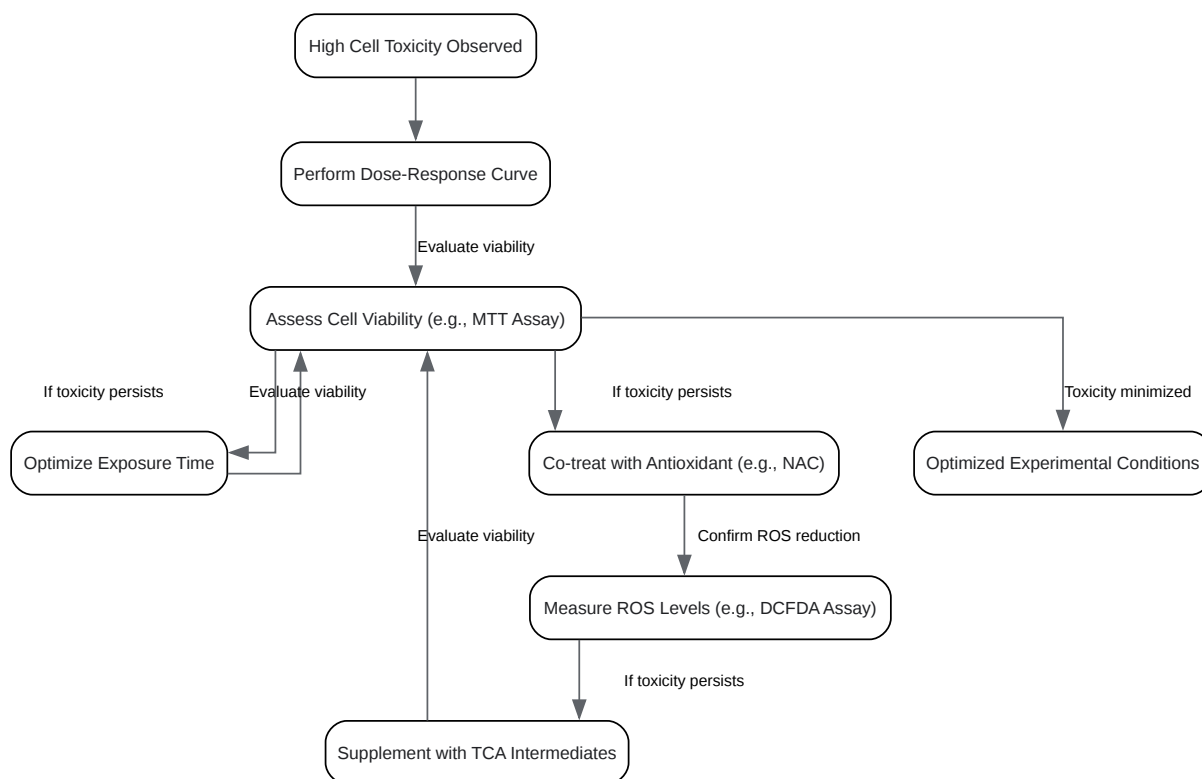 High Cell Toxicity Observed
Perform Dose-Response Curve
Evaluate viability
Assess Cell Viability (e.g., MTT Assay)
If toxicity persists
Evaluate viability
If toxicity persists
Toxicity minimized
Optimize Exposure Time
Co-treat with Antioxidant (e.g., NAC)
Optimized Experimental Conditions
Evaluate viability
Confirm ROS reduction
Measure ROS Levels (e.g., DCFDA Assay)
If toxicity persists
Supplement with TCA Intermediates